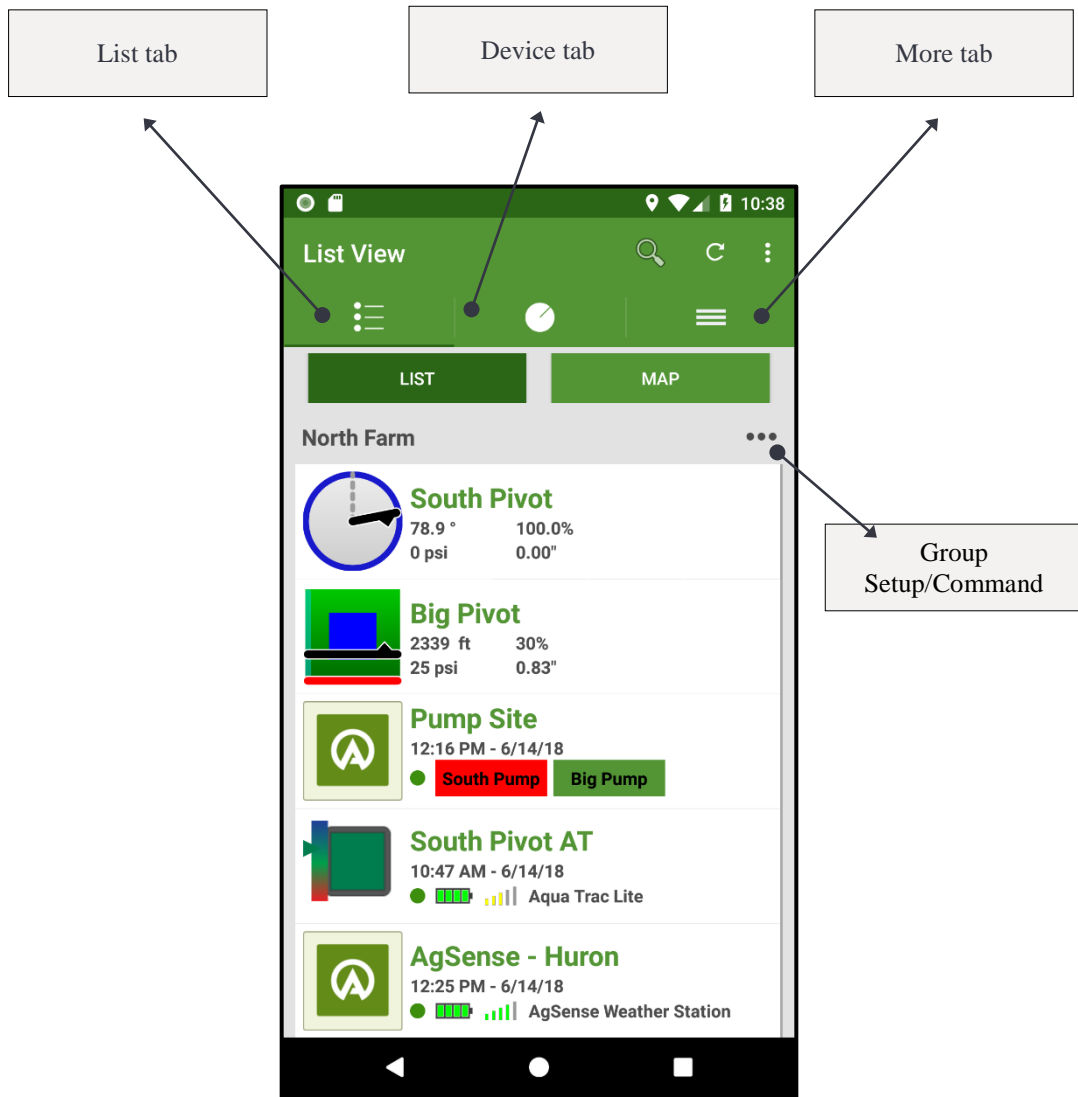 List tab
Device tab
More tab
10:38
List View
LIST
MAP
North Farm
South Pivot
78.9 ° 100.0%
0 psi 0.00"
Group
Setup/Command
Big Pivot
2339 ft 30%
25 psi 0.83"
Pump Site
12:16 PM - 6/14/18
South Pump Big Pump
South Pivot AT
10:47 AM - 6/14/18
Aqua Trac Lite
AgSense - Huron
12:25 PM - 6/14/18
AgSense Weather Station